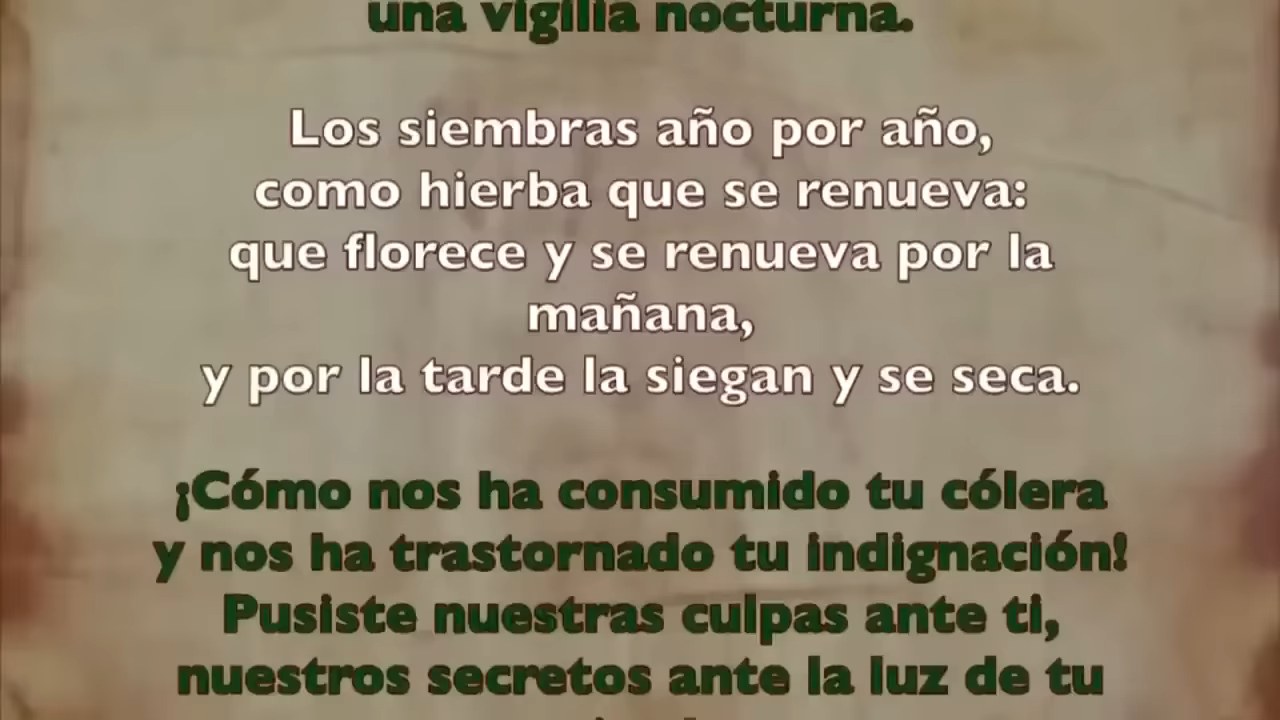 una vigilia nocturna.
Los siembras año por año,
como hierba que se renueva:
que florece y se renueva por la
mañana,
y por la tarde la siegan y se seca.
¡Cómo nos ha consumido tu cólera
y nos ha trastornado tu indignación!
Pusiste nuestras culpas ante ti,
nuestros secretos ante la luz de tu